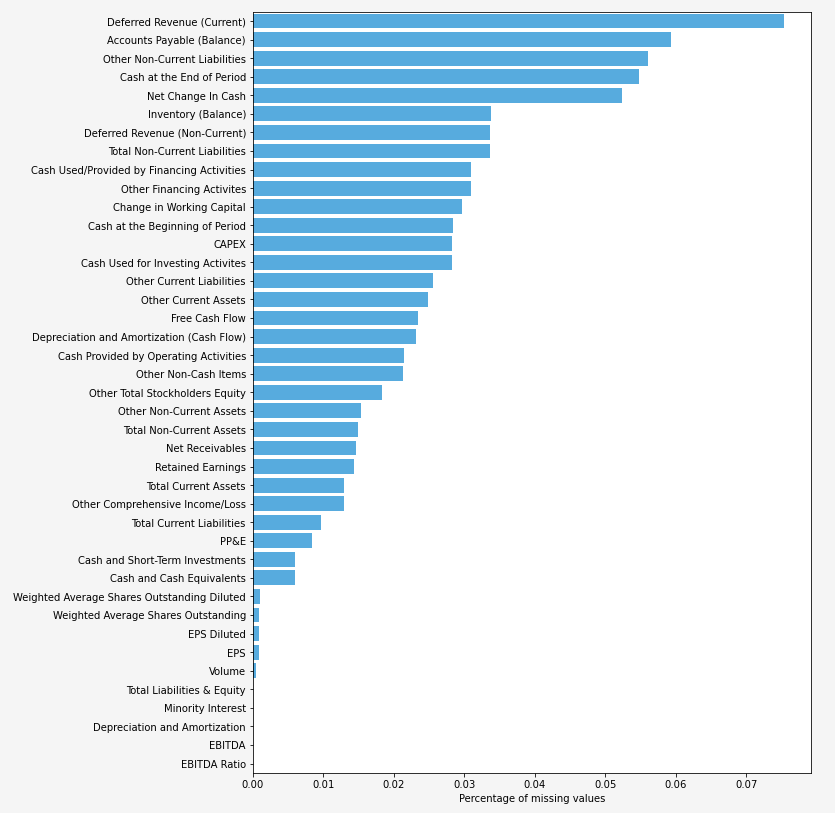 Deferred Revenue (Current)
Accounts Payable (Balance)
Other Non-Current Liabilities
Cash at the End of Period
Net Change In Cash
Inventory (Balance)
Deferred Revenue (Non-Current)
Total Non-Current Liabilities
Cash Used/Provided by Financing Activities
Other Financing Activites
Change in Working Capital
Cash at the Beginning of Period
CAPEX
Cash Used for Investing Activites
Other Current Liabilities
Other Current Assets
Free Cash Flow
Depreciation and Amortization (Cash Flow)
Cash Provided by Operating Activities
Other Non-Cash Items
Other Total Stockholders Equity
Other Non-Current Assets
Total Non-Current Assets
Net Receivables
Retained Earnings
Total Current Assets
Other Comprehensive Income/Loss
Total Current Liabilities
PP&E
Cash and Short-Term Investments
Cash and Cash Equivalents
Weighted Average Shares Outstanding Diluted
Weighted Average Shares Outstanding
EPS Diluted
EPS
Volume
Total Liabilities & Equity
Minority Interest
Depreciation and Amortization
EBITDA
EBITDA Ratio
0.00 0.01 0.02 0.03 0.04 0.05 0.06 0.07
Percentage of missing values